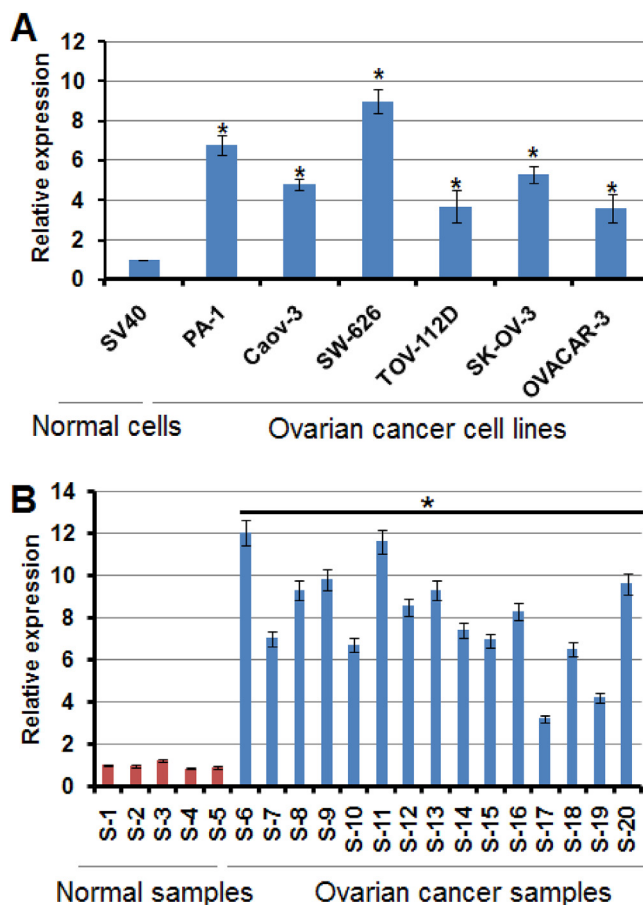 A
12
10
8
6
4
2
0
Relative expression
*
*
*
*
*
*
SV40
PA-1
Caov-3
SW-626
TOV-112D
SK-OV-3
OVACAR-3
Normal cells
Ovarian cancer cell lines
B
14
12
10
8
6
4
2
0
Relative expression
*
S-1
S-2
S-3
S-4
S-5
S-6
S-7
S-8
S-9
S-10
S-11
S-12
S-13
S-14
S-15
S-16
S-17
S-18
S-19
S-20
Normal samples
Ovarian cancer samples